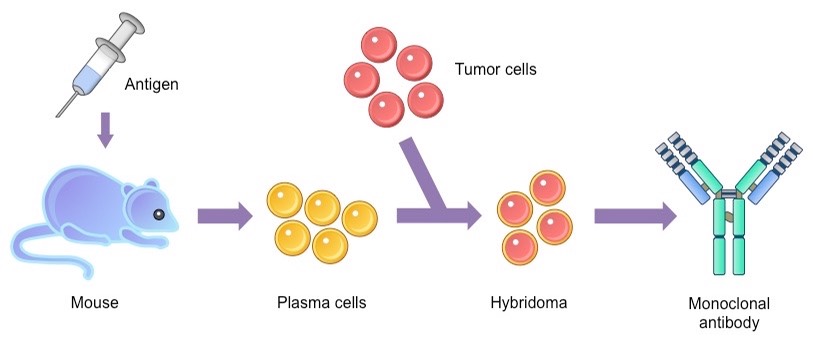 Antigen
Tumor cells
Mouse
Plasma cells
Hybridoma
Monoclonal
antibody